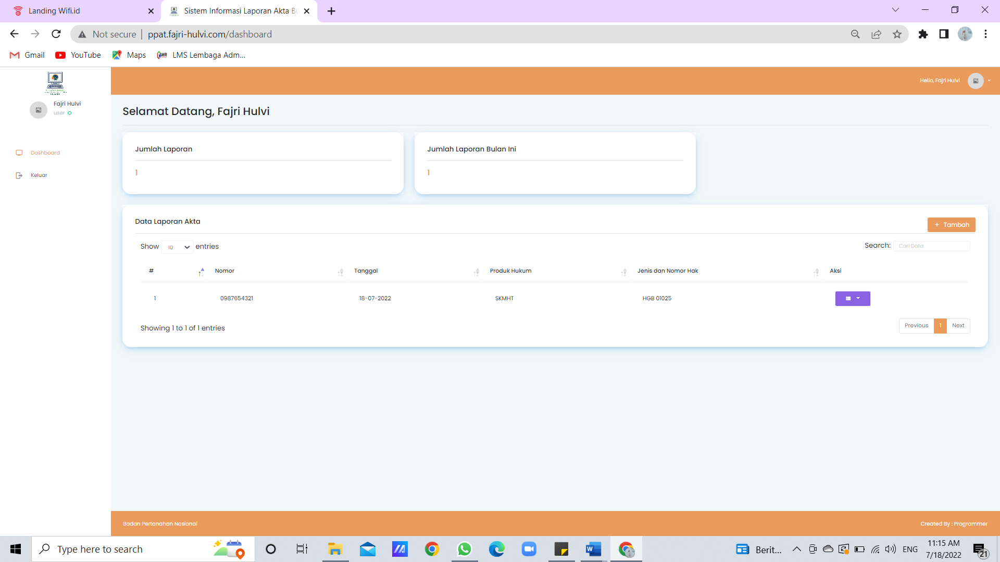 Landing Wifi.id
Sistem Informasi Laporan Akta B
Not secure
ppat.fajri-hulvi.com/dashboard
Gmail
YouTube
Maps
LMS Lembaga Adm...
Hello, Fajri Hulvi
Fajri Hulvi
user
Dashboard
Keluar
Selamat Datang, Fajri Hulvi
Jumlah Laporan
1
Jumlah Laporan Bulan Ini
1
Data Laporan Akta
+ Tambah
Show 10 entries
Search: Cari Data
# Nomor Tanggal Produk Hukum Jenis dan Nomor Hak Aksi
1 0987654321 18-07-2022 SKMHT HGB 01025
Showing 1 to 1 of 1 entries
Previous 1 Next
Badan Pertanahan Nasional
Created By : Programmer
Type here to search
Berit...
ENG
11:15 AM
7/18/2022
21